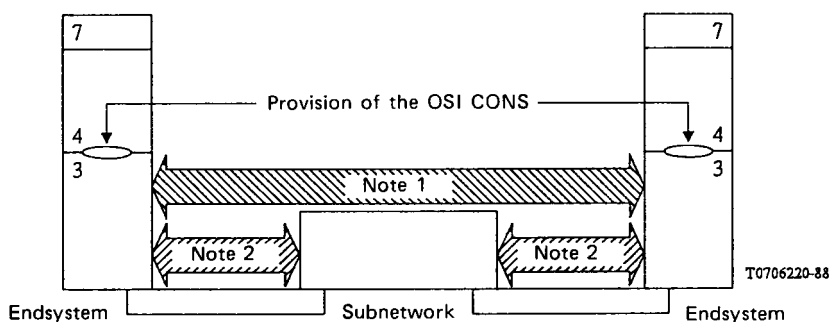 7
7
Provision of the OSI CONS
4
4
3
3
Note 1
Note 2
Note 2
T0706220-88
Endsystem
Subnetwork
Endsystem